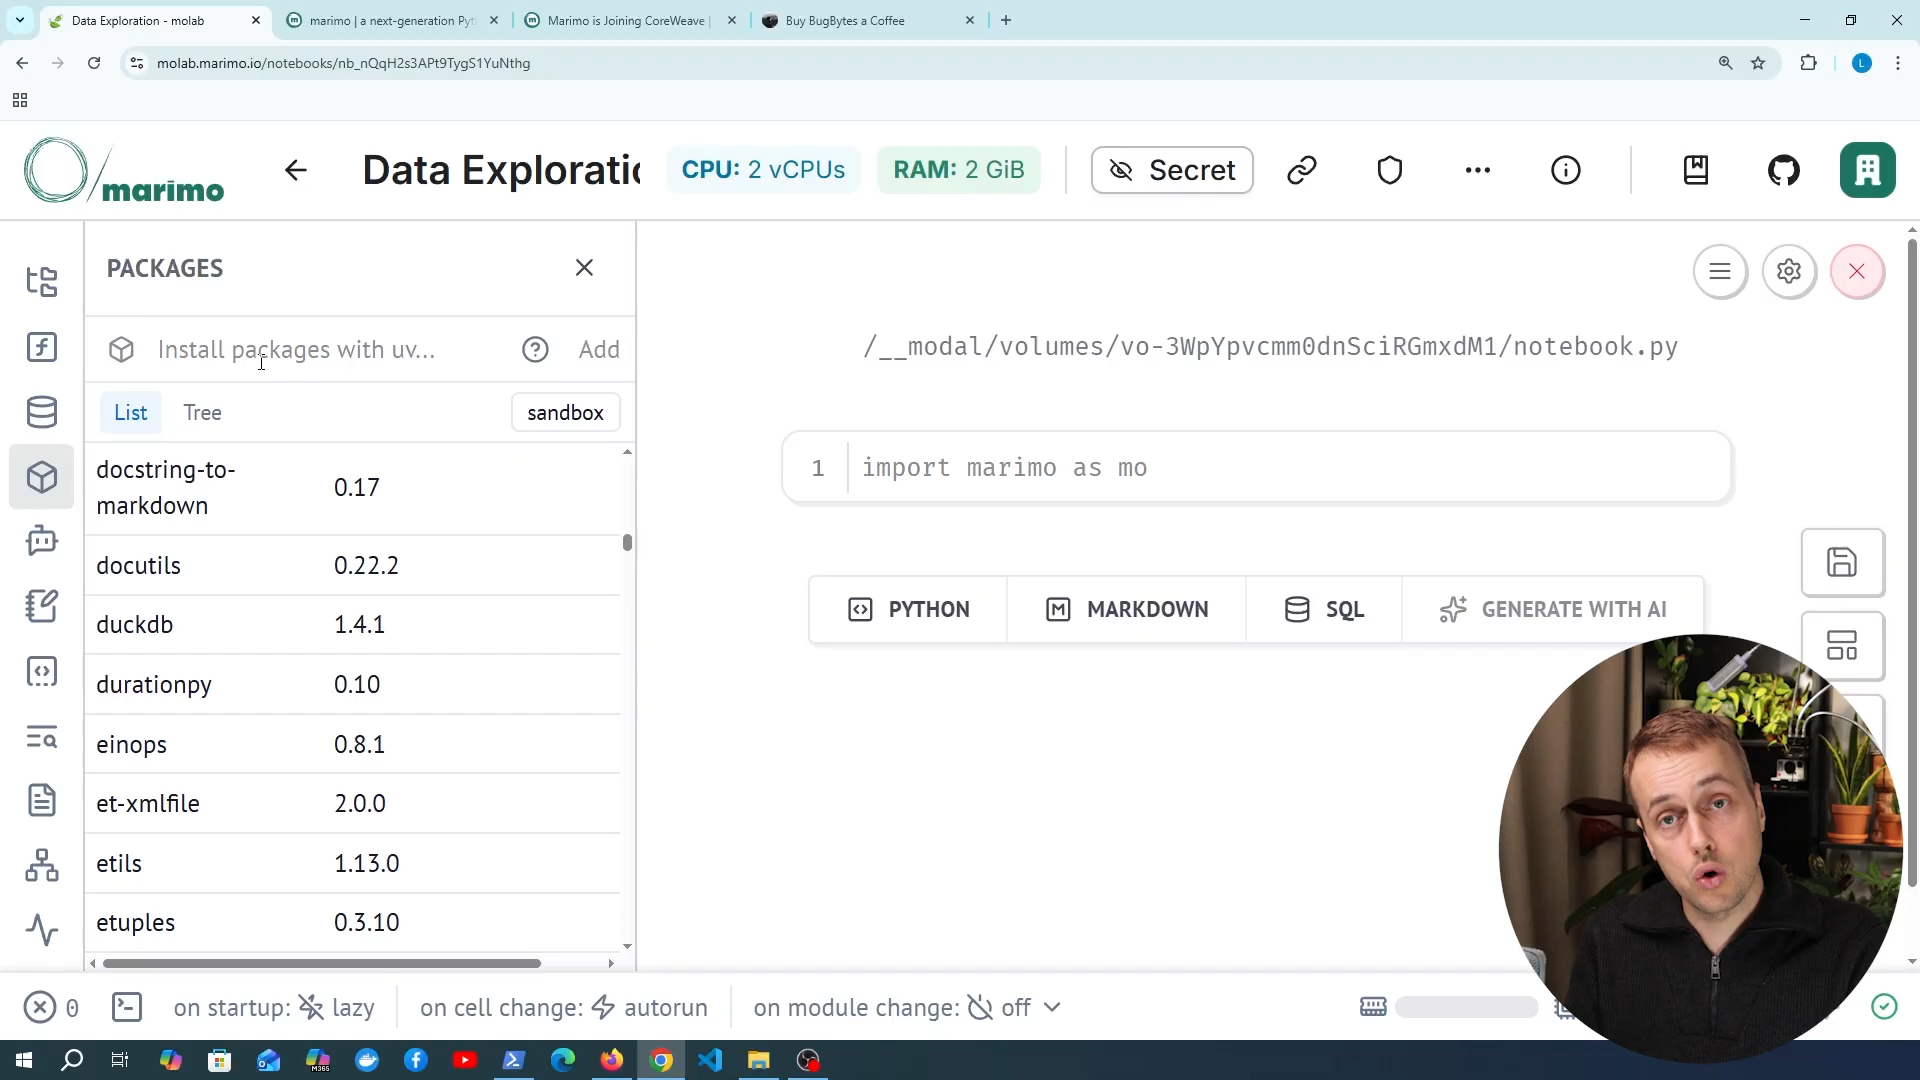 Data Exploration - molab
marimo | a next-generation Pyt
Marimo is Joining CoreWeave |
Buy BugBytes a Coffee
molab.marimo.io/notebooks/nb_nQqH2s3APt9TygS1YuNthg
L
marimo
Data Exploratio
CPU: 2 vCPUs
RAM: 2 GiB
Secret
PACKAGES
Install packages with uv...
Add
List
Tree
sandbox
docstring-to-
markdown
0.17
docutils 0.22.2
duckdb 1.4.1
durationpy 0.10
einops 0.8.1
et-xmlfile 2.0.0
etils 1.13.0
etuples 0.3.10
/__modal/volumes/vo-3WpYpvcmm0dnSciRGmxdM1/notebook.py
1 import marimo as mo
PYTHON
MARKDOWN
SQL
GENERATE WITH AI
0
on startup: lazy
on cell change: autorun
on module change: off
M365